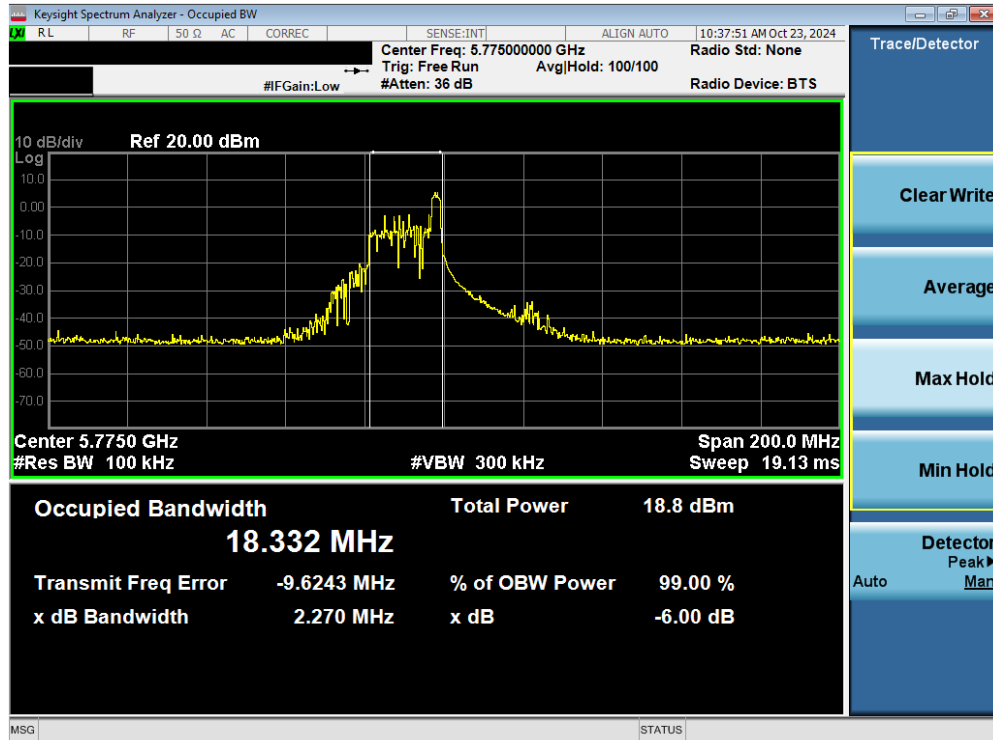 Keysight Spectrum Analyzer - Occupied BW
LXI RL RF 50 Ω AC CORREC SENSE:INT ALIGN AUTO 10:37:51 AM Oct 23, 2024
Center Freq: 5.775000000 GHz Radio Std: None
Trig: Free Run Avg|Hold: 100/100
#IFGain:Low #Atten: 36 dB Radio Device: BTS
10 dB/div Ref 20.00 dBm
Log
10.0
0.00
-10.0
-20.0
-30.0
-40.0
-50.0
-60.0
-70.0
Center 5.7750 GHz Span 200.0 MHz
#Res BW 100 kHz #VBW 300 kHz Sweep 19.13 ms
Occupied Bandwidth Total Power 18.8 dBm
18.332 MHz
Transmit Freq Error -9.6243 MHz % of OBW Power 99.00 %
x dB Bandwidth 2.270 MHz x dB -6.00 dB
MSG STATUS
Trace/Detector
Clear Write
Average
Max Hold
Min Hold
Detector
Peak▶
Auto Man